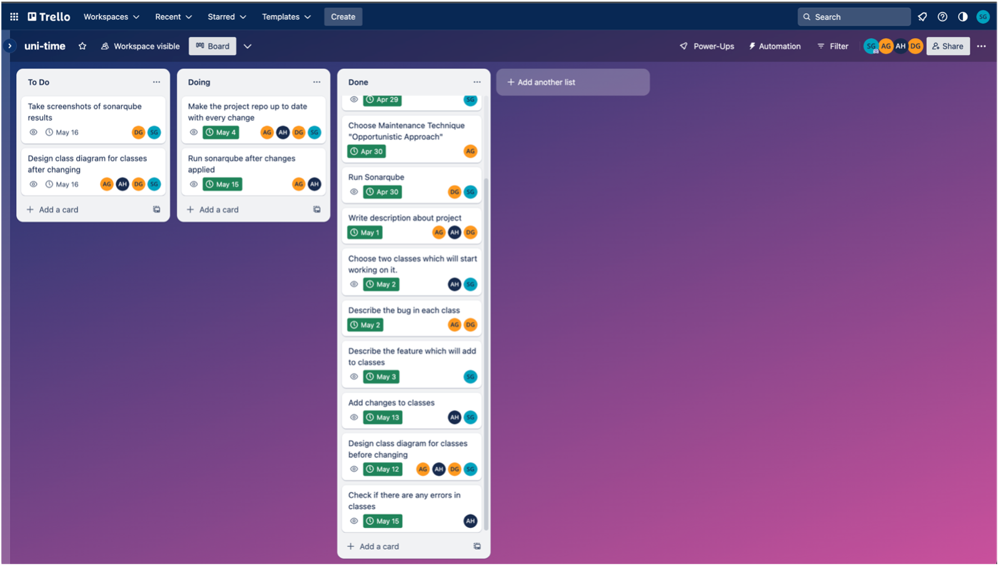 Trello Workspaces Recent Starred Templates Create Search SG
uni-time Workspace visible Board Power-Ups Automation Filter SG AG AH DG Share
To Do
Take screenshots of sonarqube
results
May 16 DG SG
Design class diagram for classes
after changing
May 16 AG AH DG SG
+ Add a card
Doing
Make the project repo up to date
with every change
May 4 AG AH DG SG
Run sonarqube after changes
applied
May 15 AG AH
+ Add a card
Done
Apr 29 SG
Choose Maintenance Technique
"Opportunistic Approach"
Apr 30 AG
Run Sonarqube
Apr 30 DG SG
Write description about project
May 1 AG AH DG
Choose two classes which will start
working on it.
May 2 AH SG
Describe the bug in each class
May 2 AG DG
Describe the feature which will add
to classes
May 3 SG
Add changes to classes
May 13 AH SG
Design class diagram for classes
before changing
May 12 AG AH DG SG
Check if there are any errors in
classes
May 15 AH
+ Add a card
+ Add another list